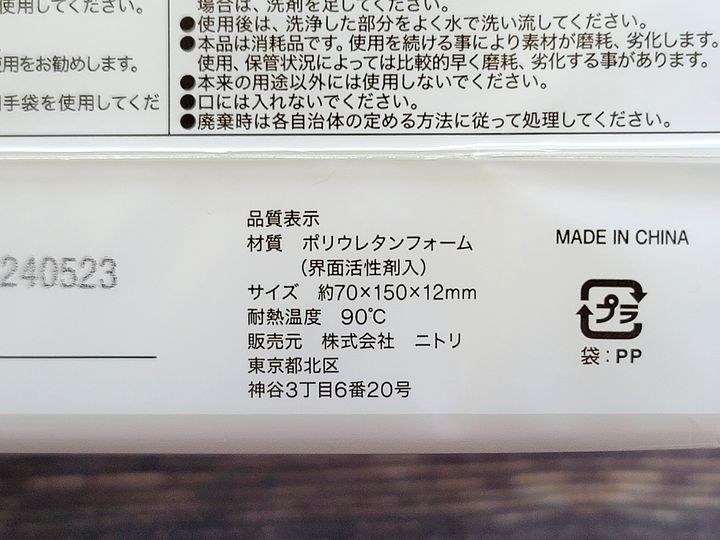 使用してください。
使用をお勧めします。
手袋を使用してくだ
場合は、洗剤を足してください。
●使用後は、洗浄した部分をよく水で洗い流してください。
●本品は消耗品です。使用を続ける事により素材が磨耗、劣化します。
使用、保管状況によっては比較的早く磨耗、劣化する事があります。
●本来の用途以外には使用しないでください。
●口には入れないでください。
●廃棄時は各自治体の定める方法に従って処理してください。
240523
品質表示
材質 ポリウレタンフォーム
（界面活性剤入）
サイズ 約70×150×12mm
耐熱温度 90℃
販売元 株式会社 ニトリ
東京都北区
神谷3丁目6番20号
MADE IN CHINA
プラ
袋：PP